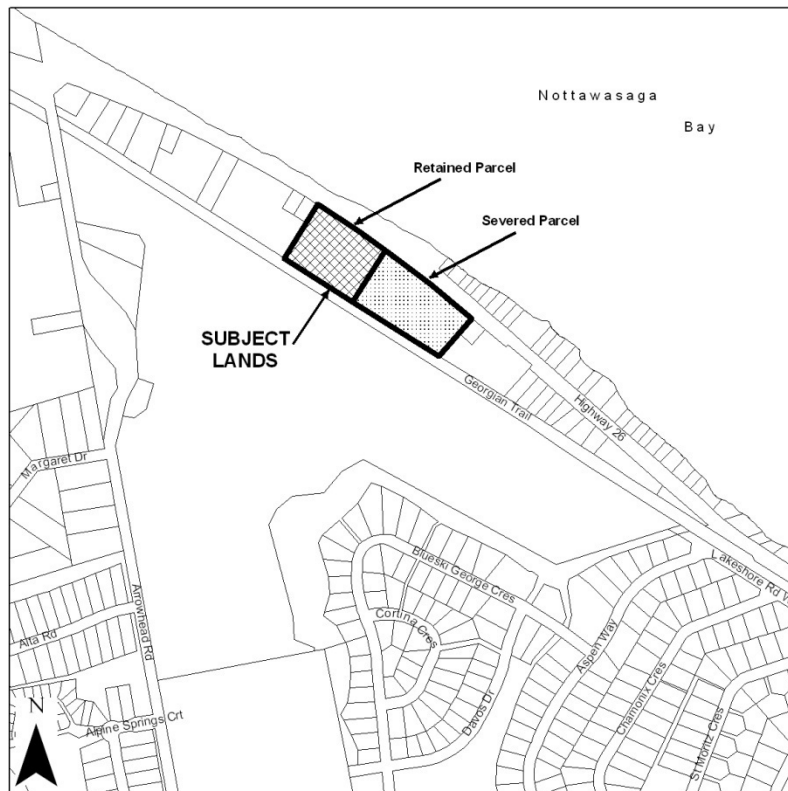 Nottawasaga
Bay
Retained Parcel
Severed Parcel
SUBJECT
LANDS
Georgian Trail
Highway 26
Margaret Dr
Blueski George Cres
Lakeshore Rd W
Arrowhead Rd
Cortina Cres
Alta Rd
Aspen Way
Chamonix Cres
Davos Dr
St Moritz Cres
N
Alpine Springs Crt